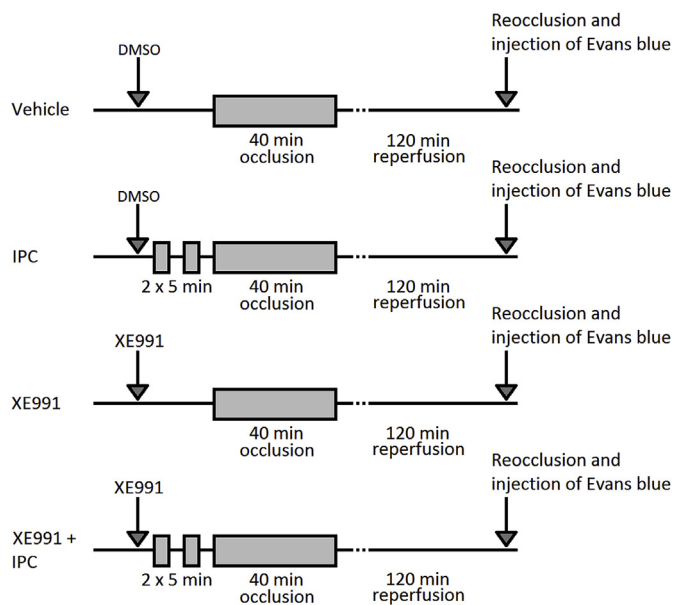 Reocclusion and
injection of Evans blue
DMSO
Vehicle
40 min
occlusion
120 min
reperfusion
Reocclusion and
injection of Evans blue
DMSO
IPC
2 x 5 min
40 min
occlusion
120 min
reperfusion
Reocclusion and
injection of Evans blue
XE991
XE991
40 min
occlusion
120 min
reperfusion
Reocclusion and
injection of Evans blue
XE991
XE991 +
IPC
2 x 5 min
40 min
occlusion
120 min
reperfusion